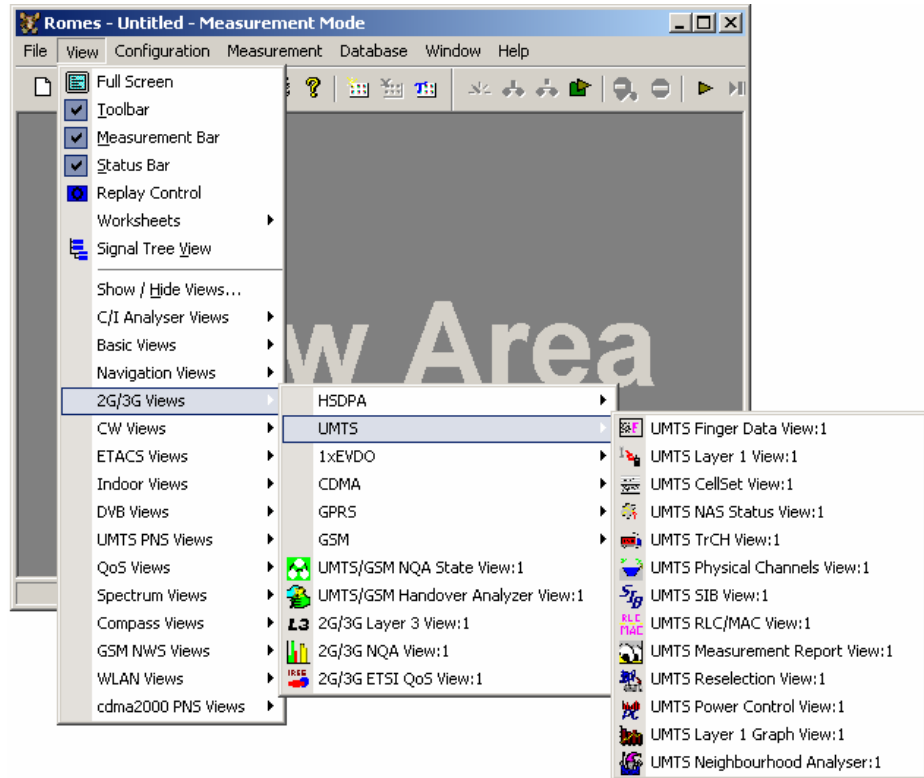 Romes - Untitled - Measurement Mode
File View Configuration Measurement Database Window Help
Full Screen
Toolbar
Measurement Bar
Status Bar
Replay Control
Worksheets
Signal Tree View
Show / Hide Views...
C/I Analyser Views
Basic Views
Navigation Views
2G/3G Views
CW Views
ETACS Views
Indoor Views
DVB Views
UMTS PNS Views
QoS Views
Spectrum Views
Compass Views
GSM NWS Views
WLAN Views
cdma2000 PNS Views
w Area
HSDPA
UMTS
1xEVDO
CDMA
GPRS
GSM
UMTS/GSM NQA State View:1
UMTS/GSM Handover Analyzer View:1
L3 2G/3G Layer 3 View:1
2G/3G NQA View:1
2G/3G ETSI QoS View:1
UMTS Finger Data View:1
UMTS Layer 1 View:1
UMTS CellSet View:1
UMTS NAS Status View:1
UMTS TrCH View:1
UMTS Physical Channels View:1
SIB UMTS SIB View:1
RLC MAC UMTS RLC/MAC View:1
UMTS Measurement Report View:1
UMTS Reselection View:1
UMTS Power Control View:1
UMTS Layer 1 Graph View:1
UMTS Neighbourhood Analyser:1